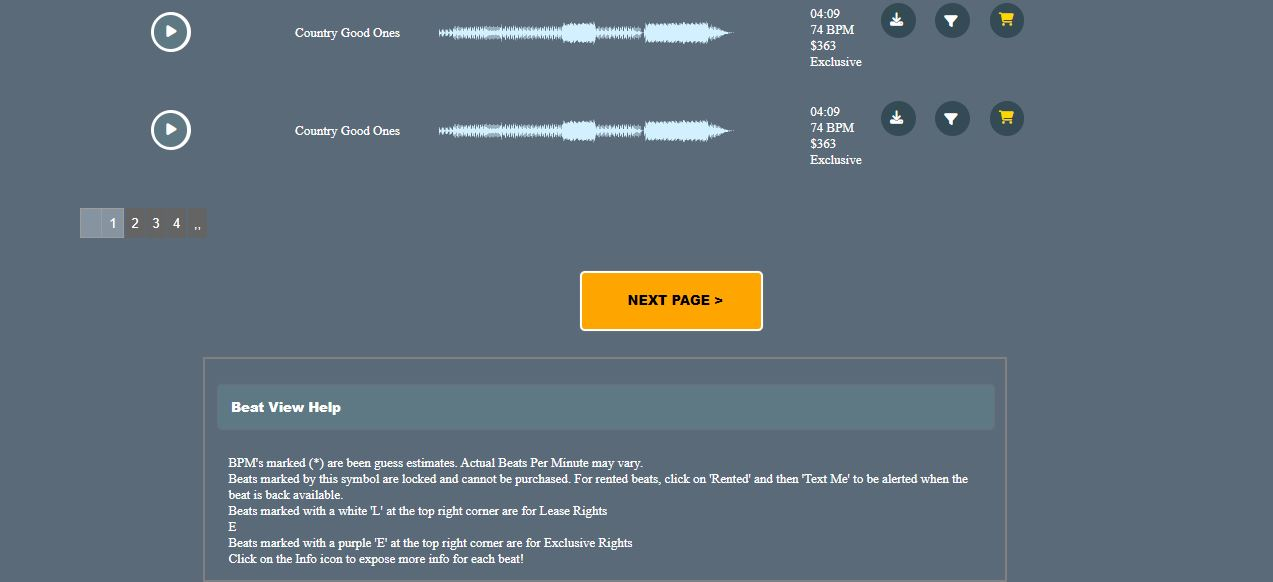 Country Good Ones
04:09
74 BPM
$363
Exclusive
Country Good Ones
04:09
74 BPM
$363
Exclusive
1 2 3 4 ,,
NEXT PAGE >
Beat View Help
BPM's marked (*) are been guess estimates. Actual Beats Per Minute may vary.
Beats marked by this symbol are locked and cannot be purchased. For rented beats, click on 'Rented' and then 'Text Me' to be alerted when the
beat is back available.
Beats marked with a white 'L' at the top right corner are for Lease Rights
E
Beats marked with a purple 'E' at the top right corner are for Exclusive Rights
Click on the Info icon to expose more info for each beat!